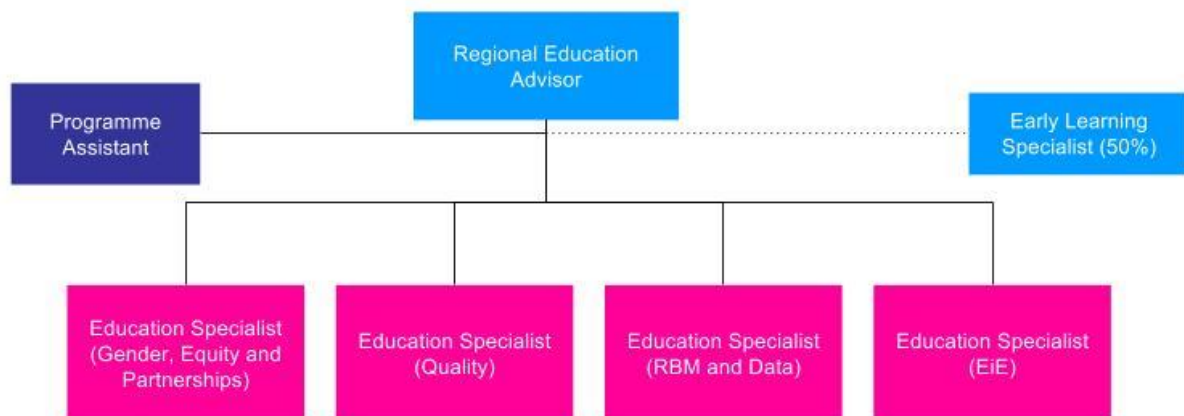 Regional Education
Advisor
Programme
Assistant
Early Learning
Specialist (50%)
Education Specialist
(Gender, Equity and
Partnerships)
Education Specialist
(Quality)
Education Specialist
(RBM and Data)
Education Specialist
(EiE)